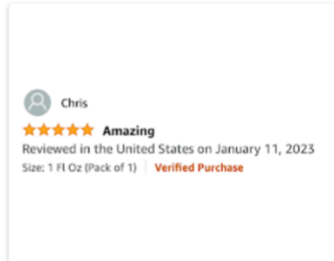 Chris
Amazing
Reviewed in the United States on January 11, 2023
Size: 1 Fl Oz (Pack of 1) Verified Purchase